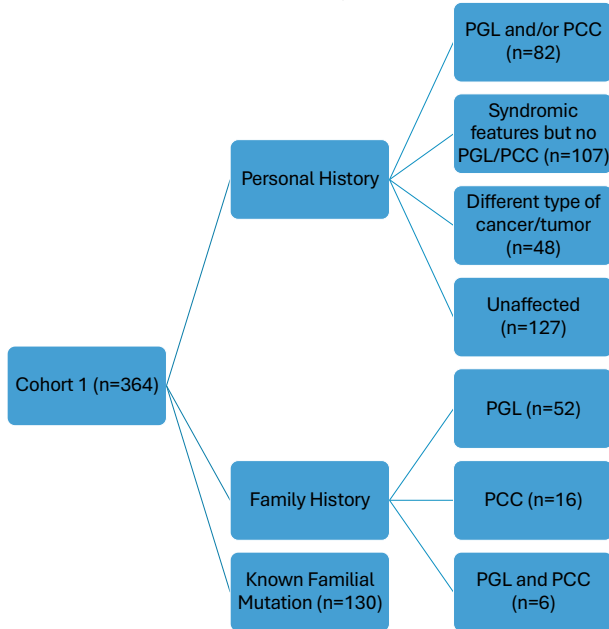 PGL and/or PCC
(n=82)
Syndromic
features but no
PGL/PCC (n=107)
Personal History
Different type of
cancer/tumor
(n=48)
Unaffected
(n=127)
Cohort 1 (n=364)
PGL (n=52)
Family History
PCC (n=16)
Known Familial
Mutation (n=130)
PGL and PCC
(n=6)